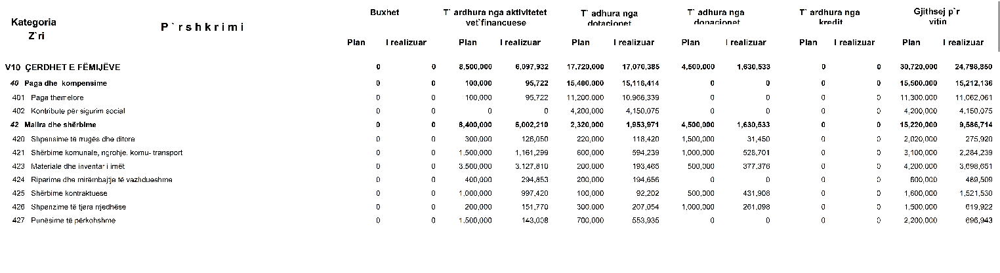 Kategoria Z`ri P`rshkrimi Buxhet T` ardhura nga aktivitetet vet`financuese T` adhura nga dotacionet T` adhura nga donacionet T` ardhura nga kredit Gjithsej p`r vitin
Plan I realizuar Plan I realizuar Plan I realizuar Plan I realizuar Plan I realizuar Plan I realizuar
V10 ÇERDHET E FËMIJËVE 0 0 8,500,000 6,097,932 17,720,000 17,070,385 4,500,000 1,630,533 0 0 30,720,000 24,798,850
40 Paga dhe kompensime 0 0 100,000 95,722 15,400,000 15,116,414 0 0 0 0 15,500,000 15,212,136
401 Paga themelore 0 0 100,000 95,722 11,200,000 10,966,339 0 0 0 0 11,300,000 11,062,061
402 Kontribute për sigurim social 0 0 0 0 4,200,000 4,150,075 0 0 0 0 4,200,000 4,150,075
42 Mallra dhe shërbime 0 0 8,400,000 6,002,210 2,320,000 1,953,971 4,500,000 1,630,533 0 0 15,220,000 9,586,714
420 Shpensime të rrugës dhe ditore 0 0 300,000 126,050 220,000 118,420 1,500,000 31,450 0 0 2,020,000 275,920
421 Shërbime komunale, ngrohje, komu- transport 0 0 1,500,000 1,161,299 600,000 594,239 1,000,000 528,701 0 0 3,100,000 2,284,239
423 Materiale dhe inventar i imët 0 0 3,500,000 3,127,810 200,000 193,465 500,000 377,376 0 0 4,200,000 3,698,651
424 Riparime dhe mirëmbajtje të vazhdueshme 0 0 400,000 294,853 200,000 194,656 0 0 0 0 600,000 489,509
425 Shërbime kontraktuese 0 0 1,000,000 997,420 100,000 92,202 500,000 431,908 0 0 1,600,000 1,521,530
426 Shpenzime të tjera rrjedhëse 0 0 200,000 151,770 300,000 207,054 1,000,000 261,098 0 0 1,500,000 619,922
427 Punësime të përkohshme 0 0 1,500,000 143,008 700,000 553,935 0 0 0 0 2,200,000 696,943